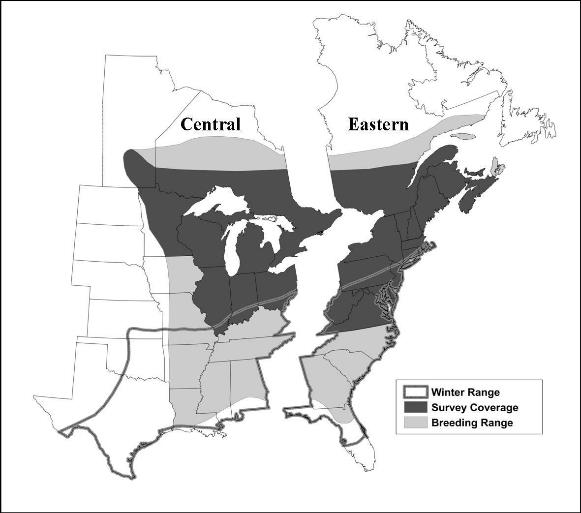 Central
Eastern
Winter Range
Survey Coverage
Breeding Range